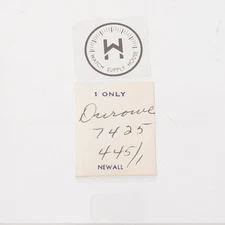 WATCH SUPPLY HOUSE
1 ONLY
Durowe
7425
445/1
NEWALL